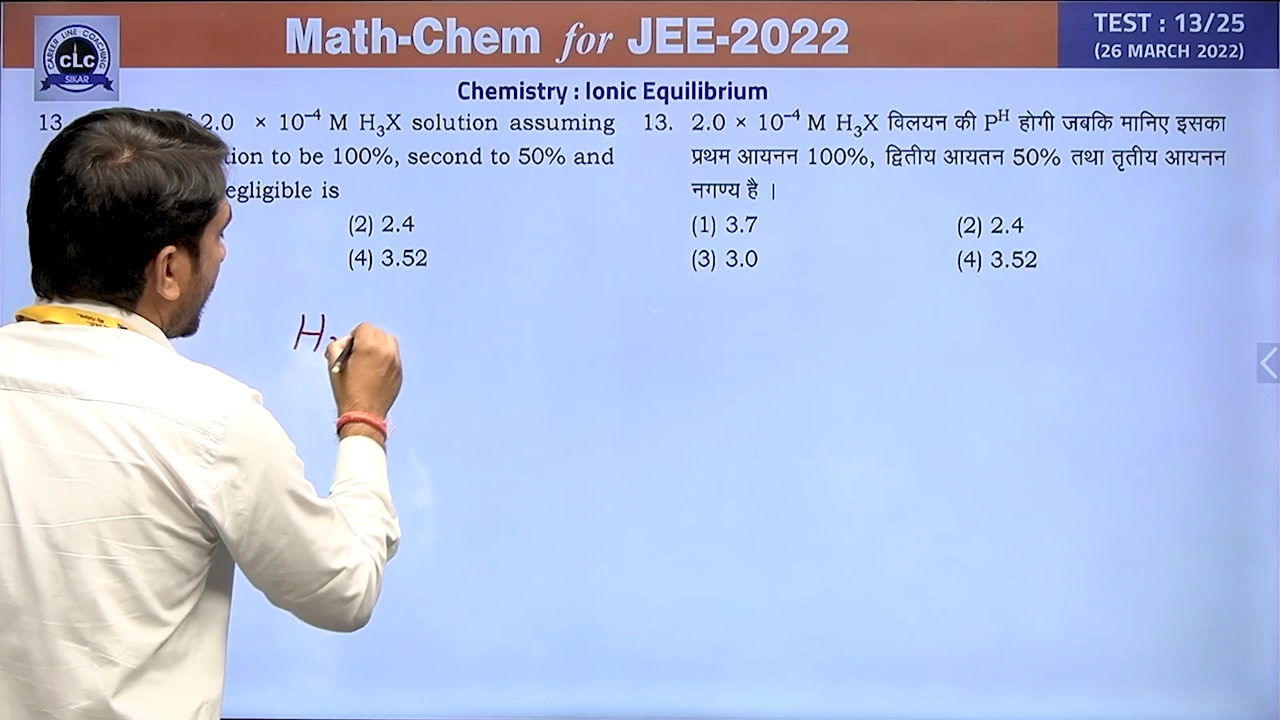 Math-Chem for JEE-2022
TEST : 13/25
(26 MARCH 2022)
CAREER LINE COACHING
CLC
SIKAR
Chemistry : Ionic Equilibrium
13. 2.0 × 10⁻⁴ M H₃X solution assuming
tion to be 100%, second to 50% and
egligible is
(2) 2.4
(4) 3.52
13. 2.0 × 10⁻⁴ M H₃X विलयन की Pᴴ होगी जबकि मानिए इसका
प्रथम आयनन 100%, द्वितीय आयतन 50% तथा तृतीय आयनन
नगण्य है ।
(1) 3.7 (2) 2.4
(3) 3.0 (4) 3.52
H